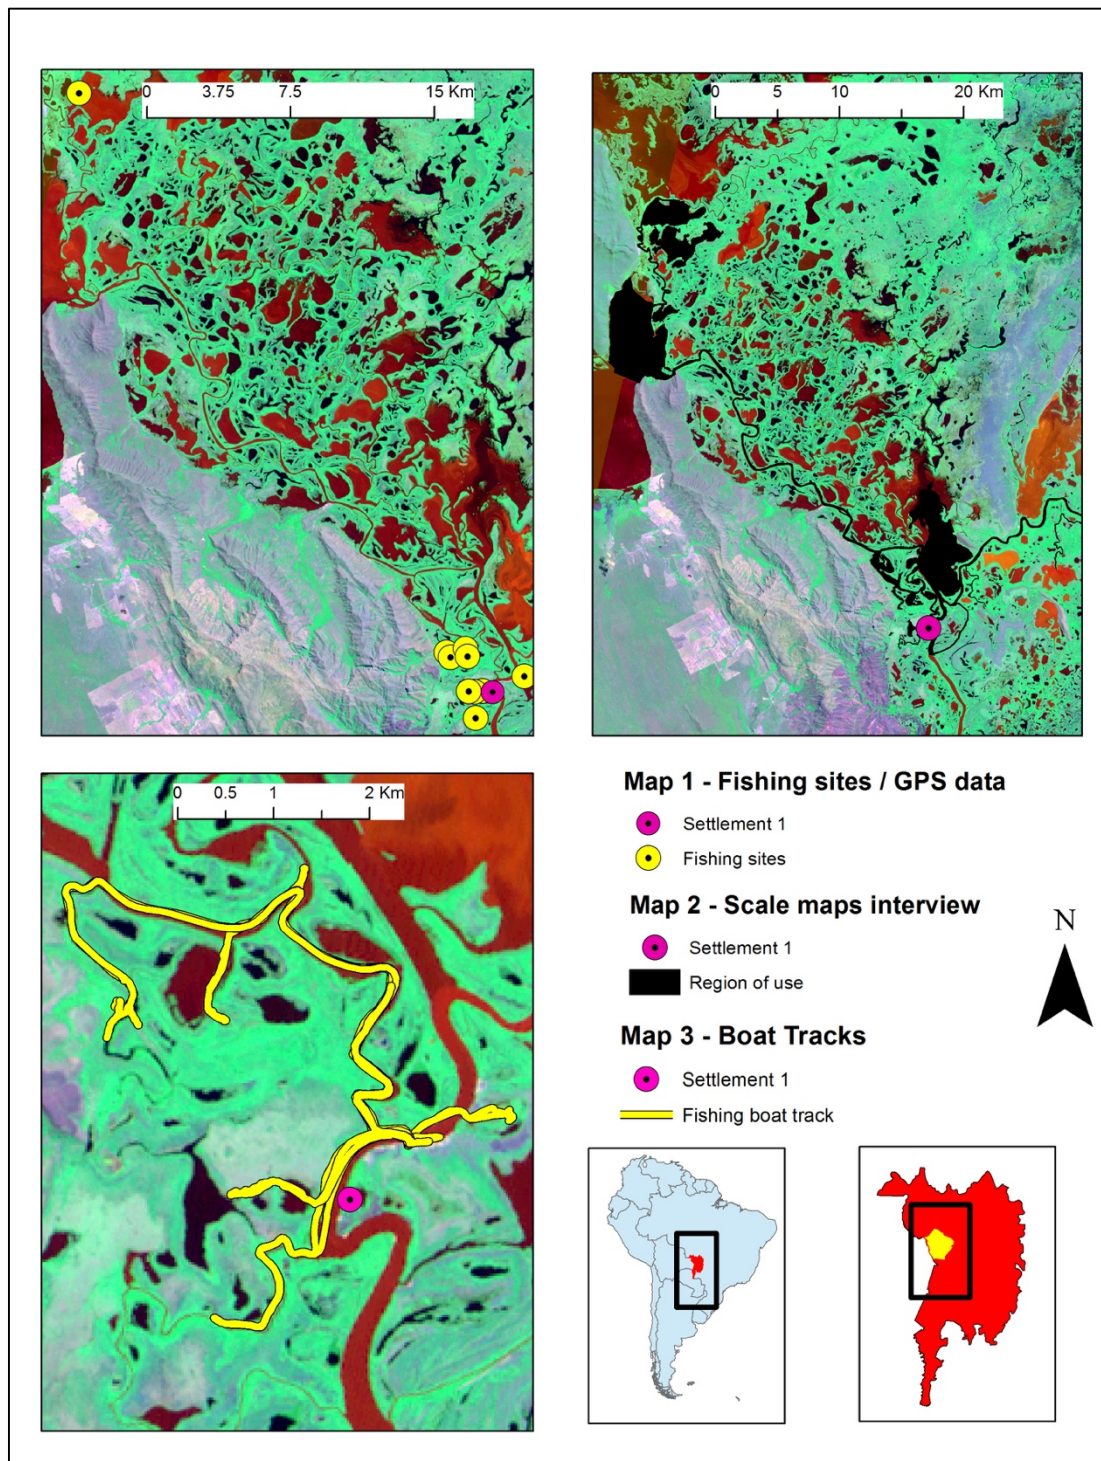 0 3.75 7.5 15 Km
0 5 10 20 Km
0 0.5 1 2 Km
Map 1 - Fishing sites / GPS data
Settlement 1
Fishing sites
Map 2 - Scale maps interview
Settlement 1
Region of use
Map 3 - Boat Tracks
Settlement 1
Fishing boat track
N